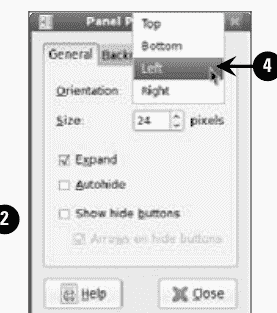 Panel P
Top
Bottom
Left
Right
General Back
Orientation
Size: 24 pixels
Expand
Autohide
Show hide buttons
Arrows on hide buttons
Help Close
4
2